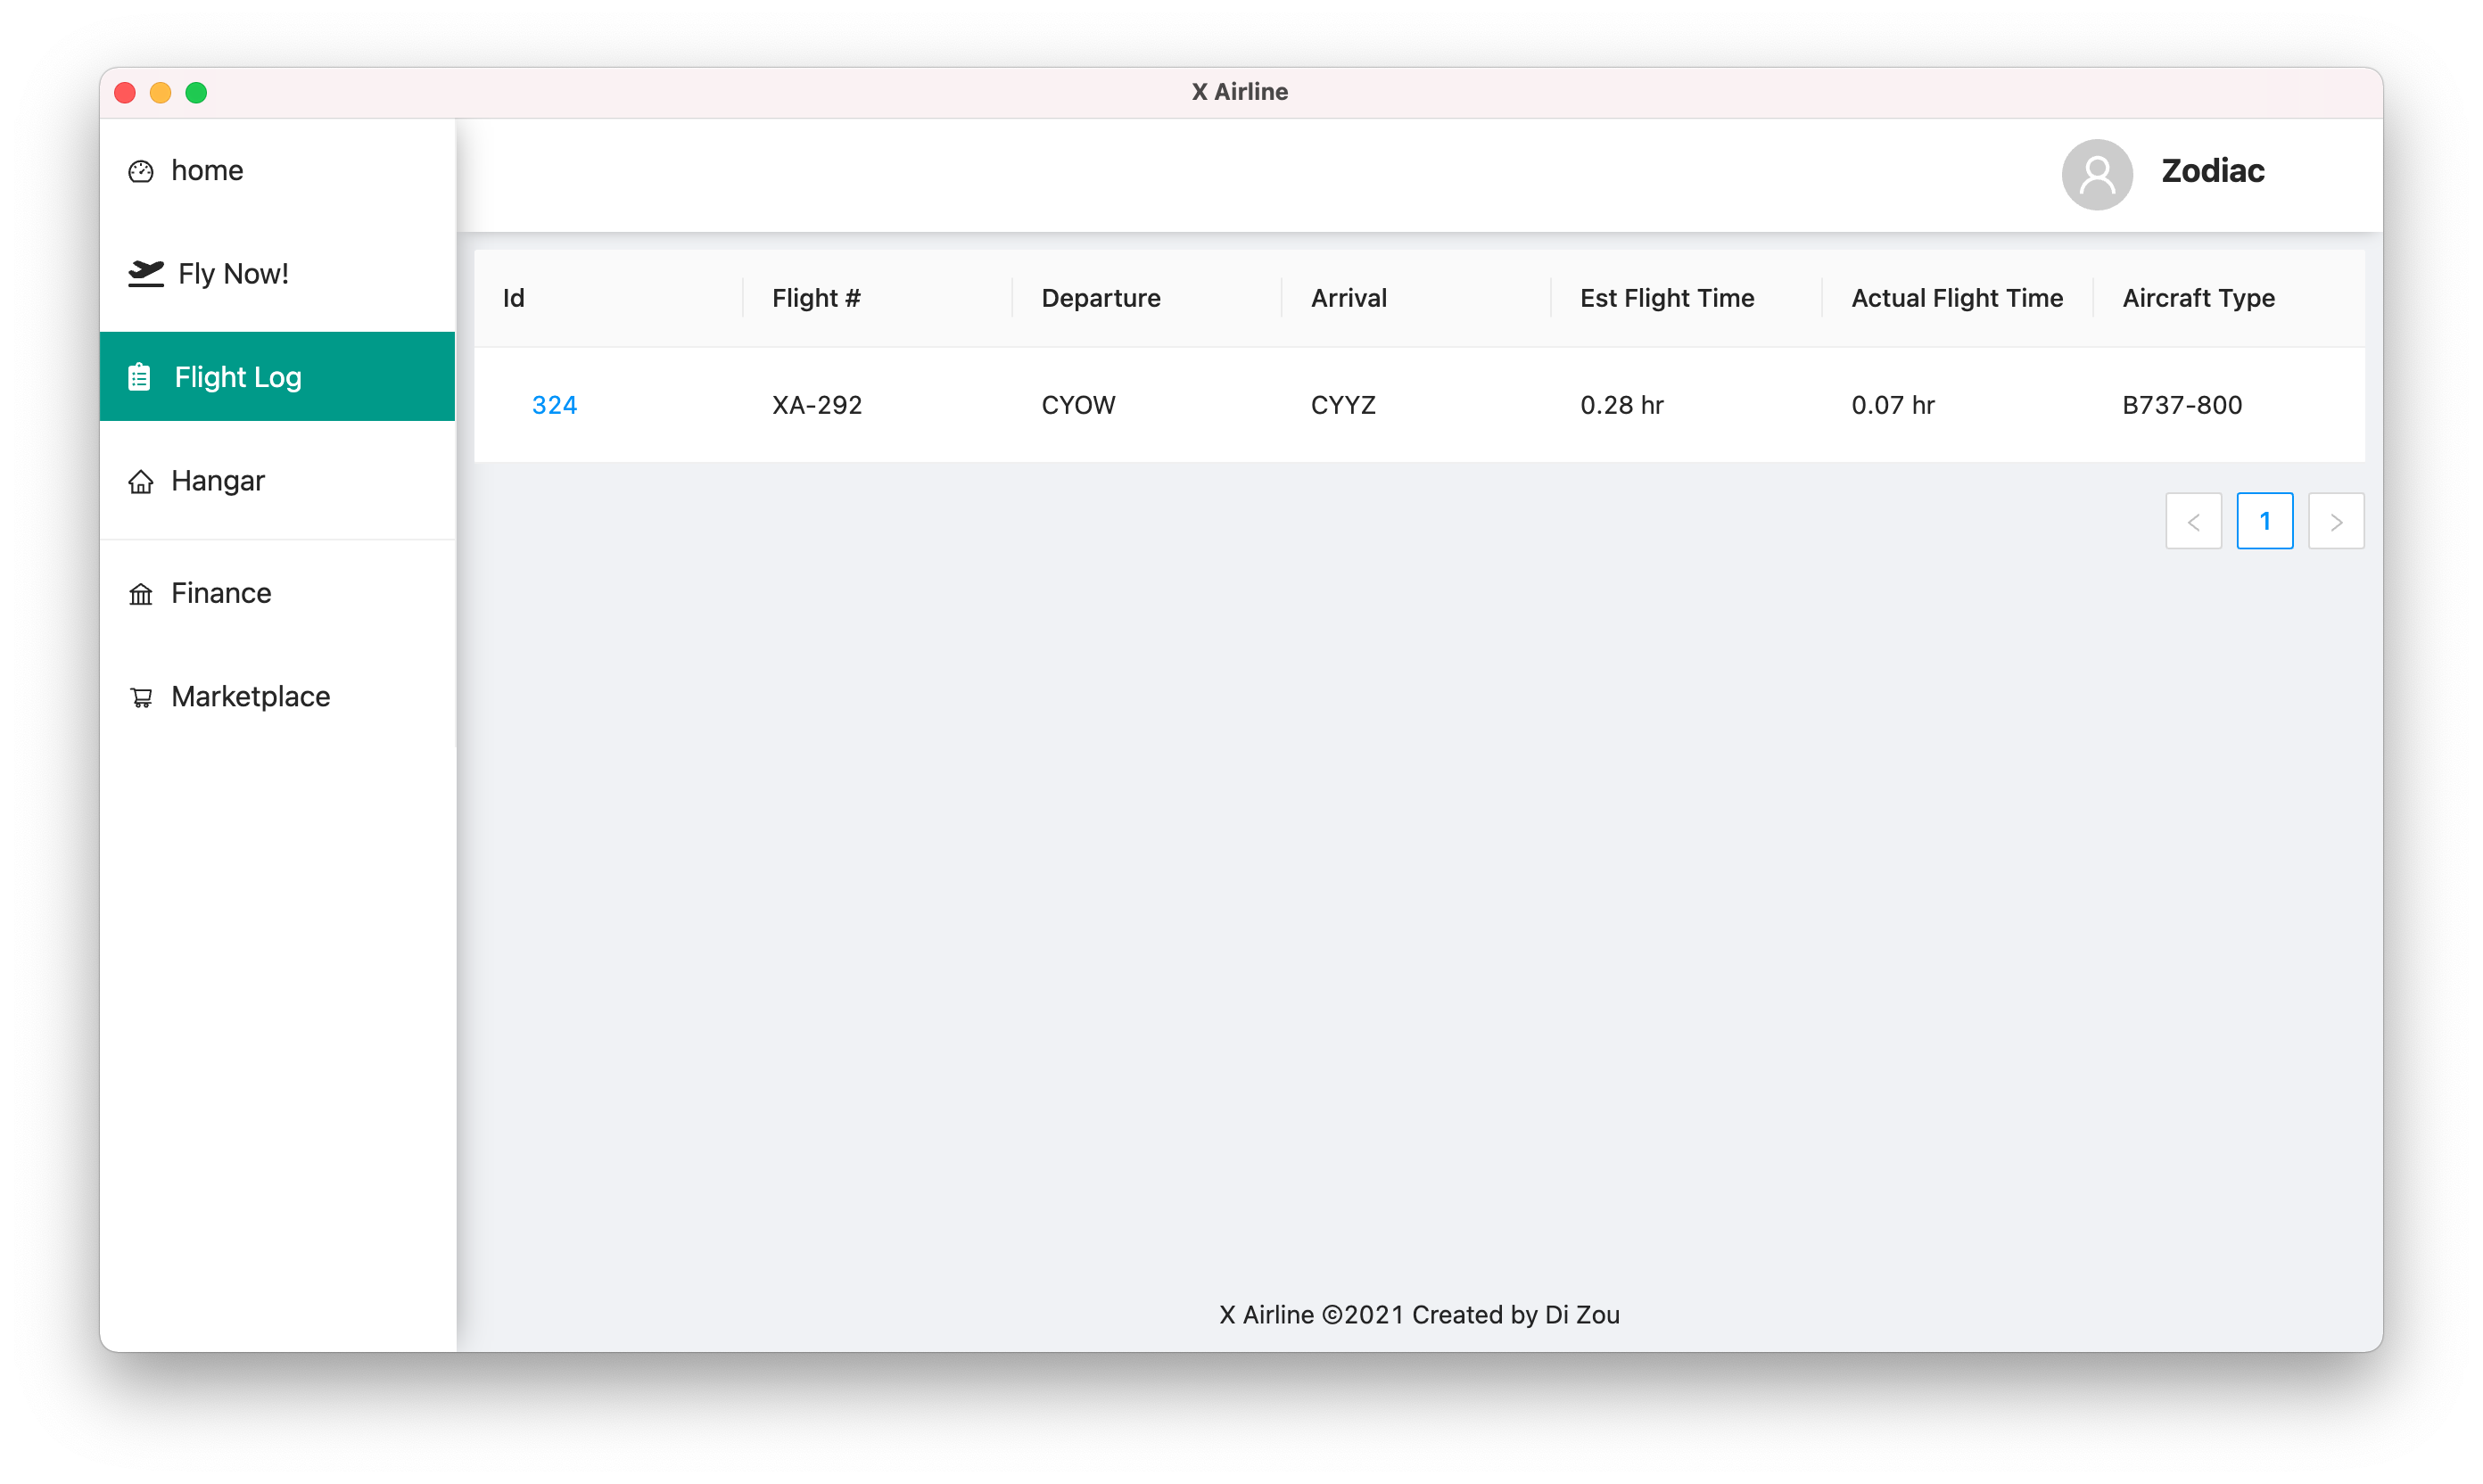 X Airline
home
Fly Now!
Flight Log
Hangar
Finance
Marketplace
Zodiac
Id Flight # Departure Arrival Est Flight Time Actual Flight Time Aircraft Type
324 XA-292 CYOW CYYZ 0.28 hr 0.07 hr B737-800
< 1 >
X Airline ©2021 Created by Di Zou